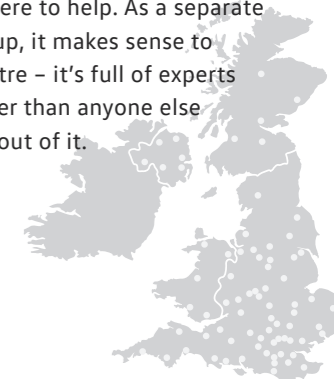 ere to help. As a separate
up, it makes sense to
tre – it's full of experts
er than anyone else
out of it.